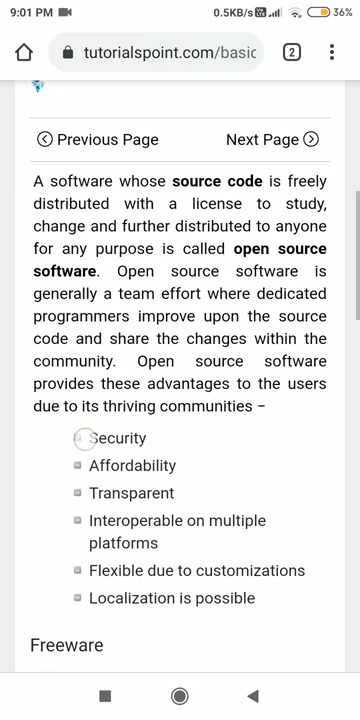 9:01 PM 0.5KB/s 36%
tutorialspoint.com/basic 2
Previous Page Next Page
A software whose source code is freely
distributed with a license to study,
change and further distributed to anyone
for any purpose is called open source
software. Open source software is
generally a team effort where dedicated
programmers improve upon the source
code and share the changes within the
community. Open source software
provides these advantages to the users
due to its thriving communities −
Security
Affordability
Transparent
Interoperable on multiple
platforms
Flexible due to customizations
Localization is possible
Freeware